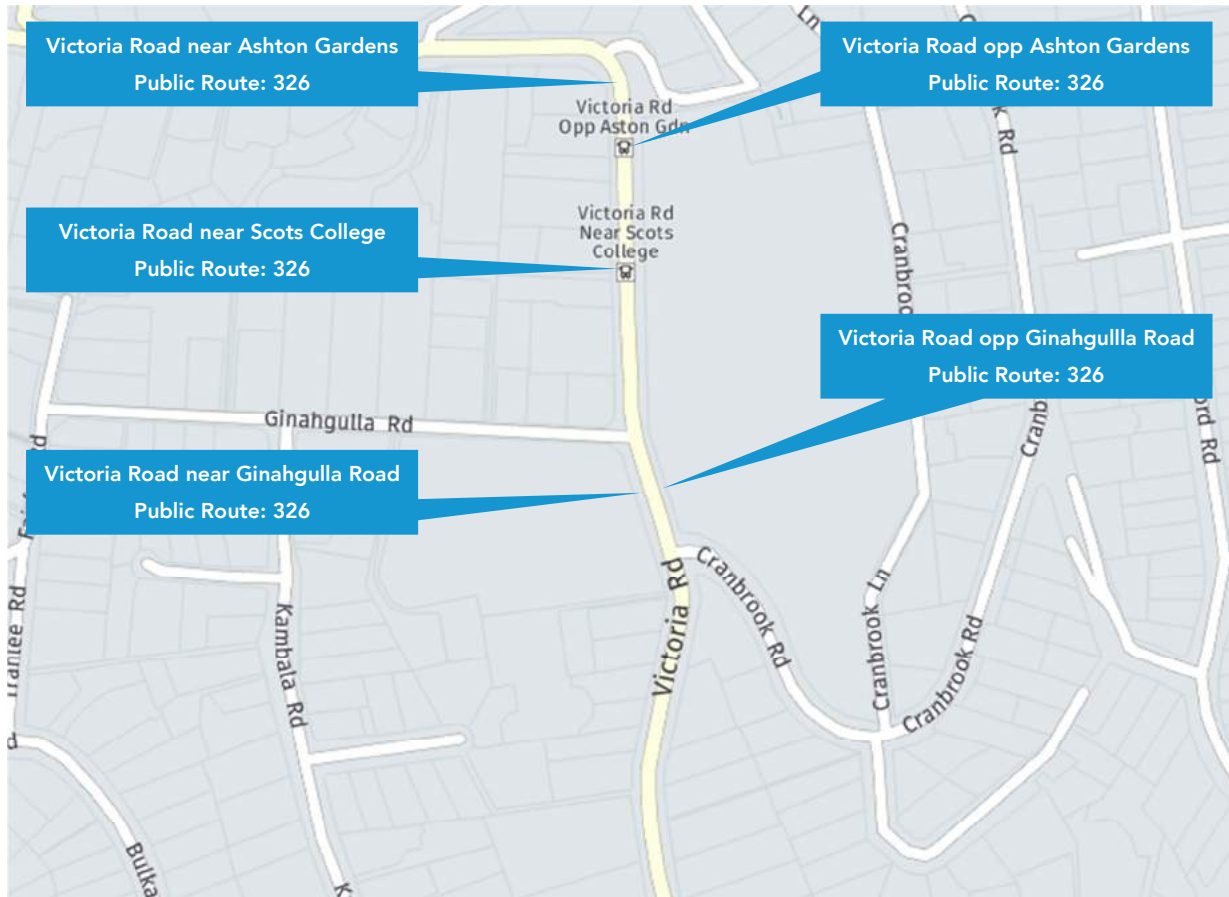 Victoria Road near Ashton Gardens
Public Route: 326
Victoria Road opp Ashton Gardens
Public Route: 326
Ln
Rd
Victoria Rd
Opp Aston Gdn
Victoria Road near Scots College
Public Route: 326
Victoria Rd
Near Scots
College
Victoria Road opp Ginahgullla Road
Public Route: 326
Ginahgulla Rd
Rd
Victoria Road near Ginahgulla Road
Public Route: 326
Rd
Cranbrook Rd
Victoria Rd
Kambala Rd
Cranbrook Ln
Cranbrook Rd
Rd